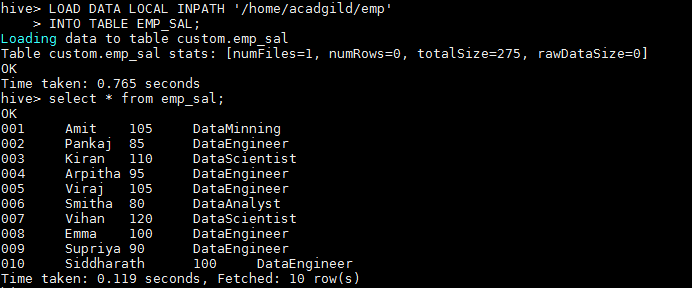 hive> LOAD DATA LOCAL INPATH '/home/acadgild/emp'
    > INTO TABLE EMP_SAL;
Loading data to table custom.emp_sal
Table custom.emp_sal stats: [numFiles=1, numRows=0, totalSize=275, rawDataSize=0]
OK
Time taken: 0.765 seconds
hive> select * from emp_sal;
OK
001     Amit    105     DataMinning
002     Pankaj  85      DataEngineer
003     Kiran   110     DataScientist
004     Arpitha 95      DataEngineer
005     Viraj   105     DataEngineer
006     Smitha  80      DataAnalyst
007     Vihan   120     DataScientist
008     Emma    100     DataEngineer
009     Supriya 90      DataEngineer
010     Siddharath      100     DataEngineer
Time taken: 0.119 seconds, Fetched: 10 row(s)